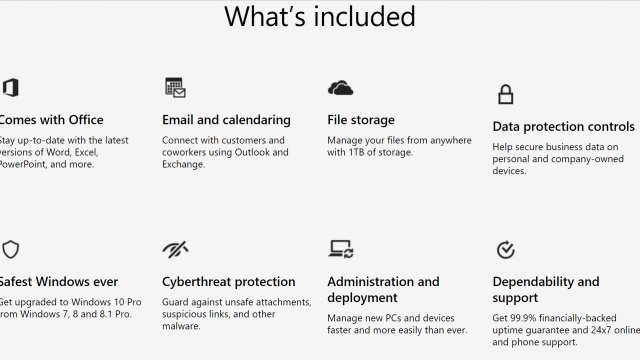 What's included
Comes with Office
Stay up-to-date with the latest
versions of Word, Excel,
PowerPoint, and more.
Email and calendaring
Connect with customers and
coworkers using Outlook and
Exchange.
File storage
Manage your files from anywhere
with 1TB of storage.
Data protection controls
Help secure business data on
personal and company-owned
devices.
Safest Windows ever
Get upgraded to Windows 10 Pro
from Windows 7, 8 and 8.1 Pro.
Cyberthreat protection
Guard against unsafe attachments,
suspicious links, and other
malware.
Administration and
deployment
Manage new PCs and devices
faster and more easily than ever.
Dependability and
support
Get 99.9% financially-backed
uptime guarantee and 24x7 online
and phone support.